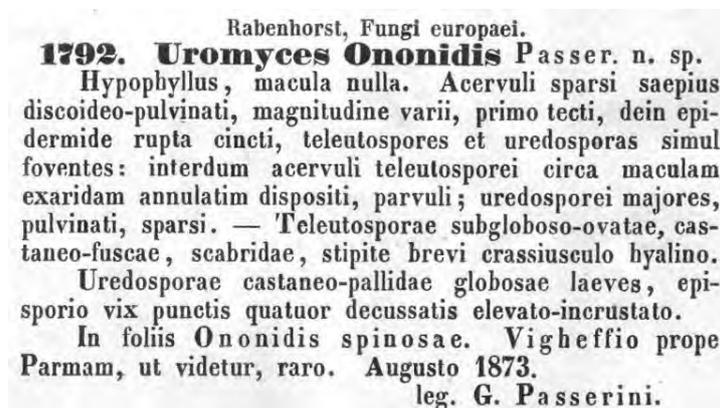 Rabenhorst, Fungi europaei.
1792. Uromyces Ononidis Passer. n. sp.
Hypophyllus, macula nulla. Acervuli sparsi saepius
discoideo-pulvinati, magnitudine varii, primo tecti, dein epi-
dermide rupta cincti, teleutospores et uredosporas simul
foventes: interdum acervuli teleutosporei circa maculam
exaridam annulatim dispositi, parvuli; uredosporei majores,
pulvinati, sparsi. — Teleutosporae subgloboso-ovatae, cas-
taneo-fuscae, scabridae, stipite brevi crassiusculo hyalino.
Uredosporae castaneo-pallidae globosae laeves, epi-
sporio vix punctis quatuor decussatis elevato-incrustato.
In foliis Ononidis spinosae. Vigheffio prope
Parmam, ut videtur, raro. Augusto 1873.
leg. G. Passerini.